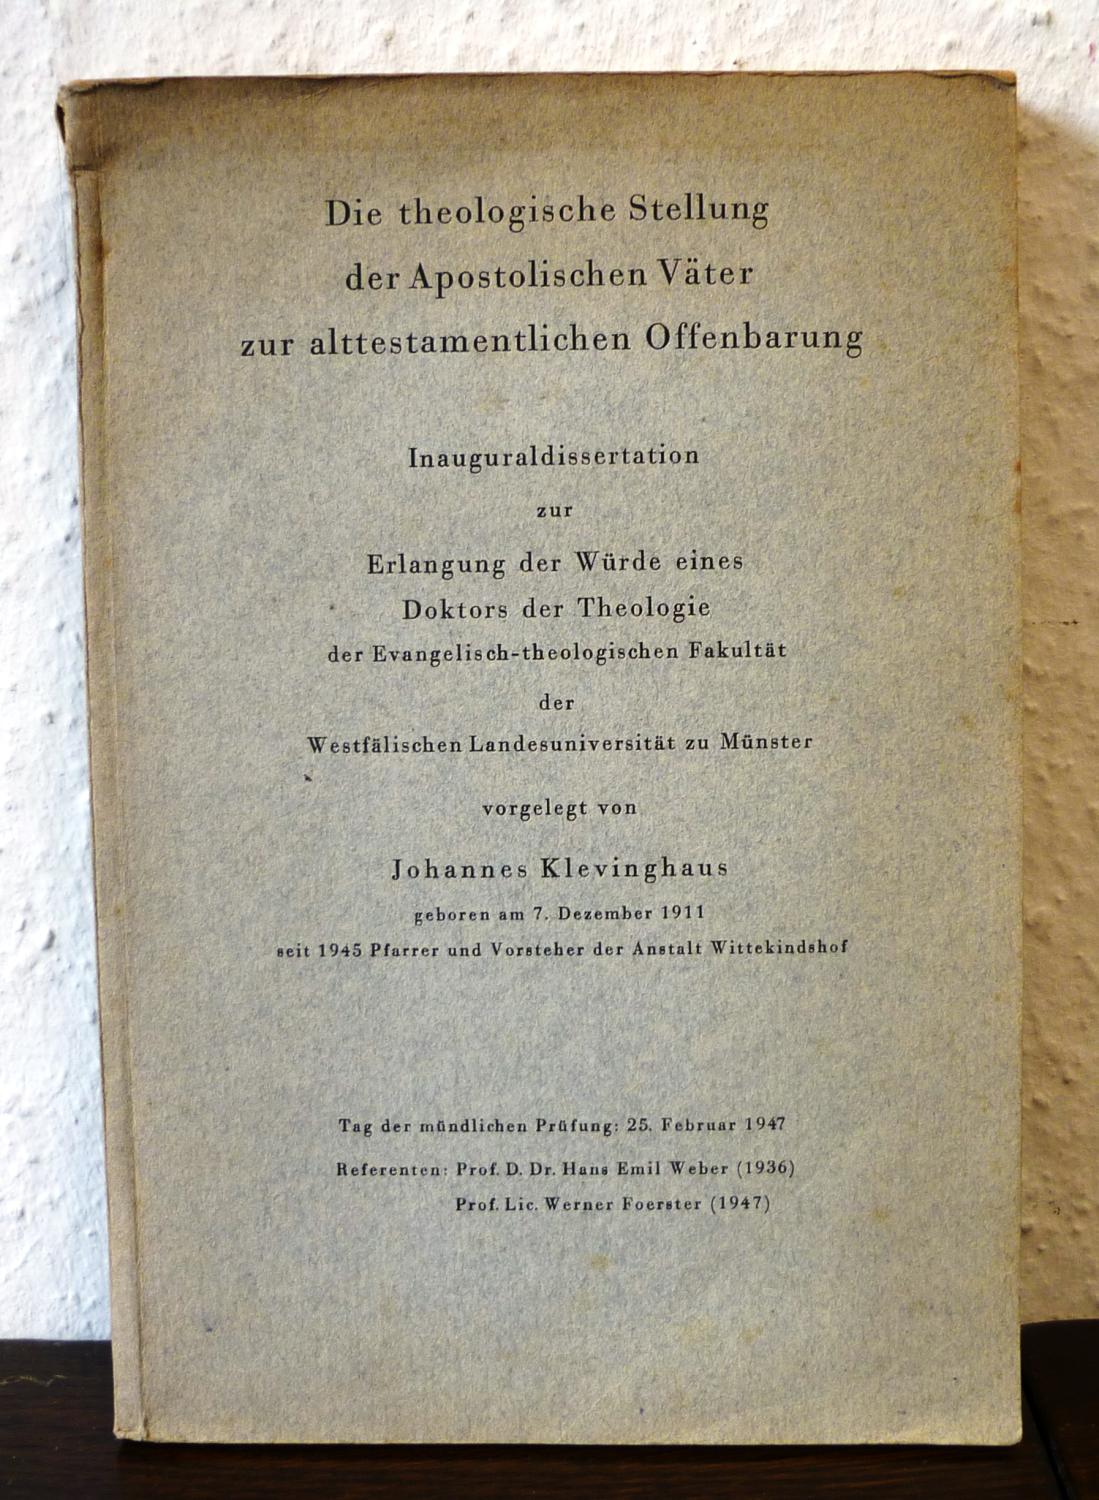 Die theologische Stellung
der Apostolischen Väter
zur alttestamentlichen Offenbarung
Inauguraldissertation
zur
Erlangung der Würde eines
Doktors der Theologie
der Evangelisch-theologischen Fakultät
der
Westfälischen Landesuniversität zu Münster
vorgelegt von
Johannes Klevinghaus
geboren am 7. Dezember 1911
seit 1945 Pfarrer und Vorsteher der Anstalt Wittekindshof
Tag der mündlichen Prüfung: 25. Februar 1947
Referenten: Prof. D. Dr. Hans Emil Weber (1936)
Prof. Lic. Werner Foerster (1947)